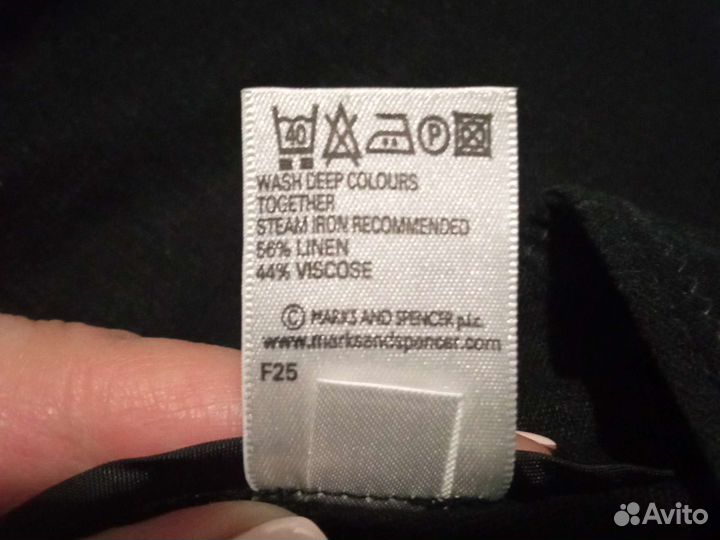 40 P
WASH DEEP COLOURS
TOGETHER
STEAM IRON RECOMMENDED
56% LINEN
44% VISCOSE
© MARKS AND SPENCER p.l.c.
www.marksandspencer.com
F25
Avito